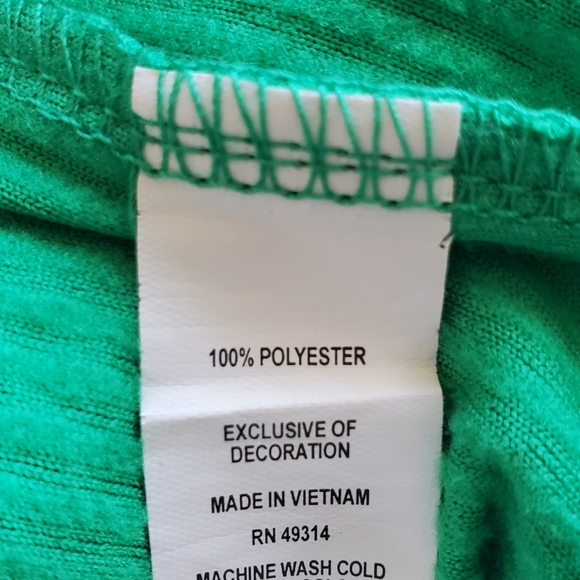 100% POLYESTER
EXCLUSIVE OF
DECORATION
MADE IN VIETNAM
RN 49314
MACHINE WASH COLD